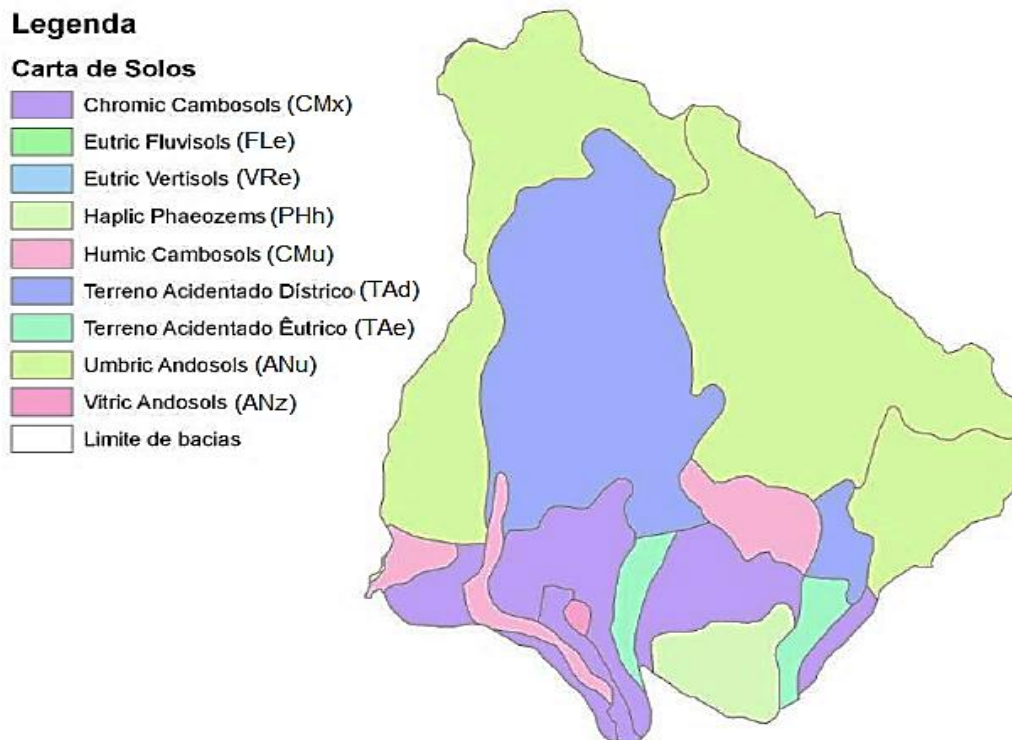 Legenda
Carta de Solos
Chromic Cambosols (CMx)
Eutric Fluvisols (FLe)
Eutric Vertisols (VRe)
Haplic Phaeozems (PHh)
Humic Cambosols (CMu)
Terreno Acidentado Dístrico (TAd)
Terreno Acidentado Êutrico (TAe)
Umbric Andosols (ANu)
Vitric Andosols (ANz)
Limite de bacias